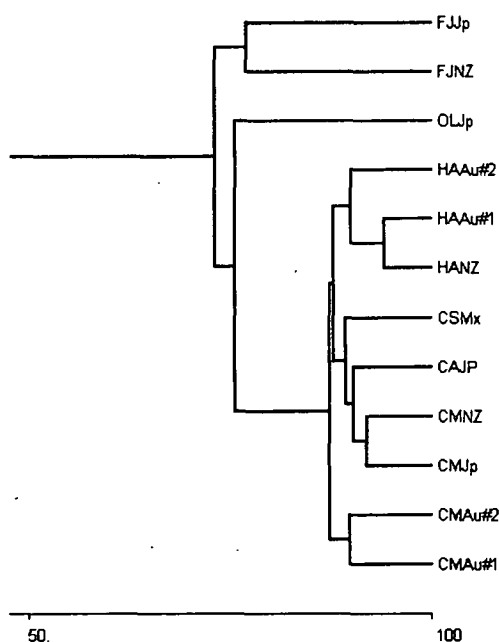 FJJp
FJNZ
OLJp
HAAu#2
HAAu#1
HANZ
CSMx
CAJP
CMNZ
CMJp
CMAu#2
CMAu#1
50. 100